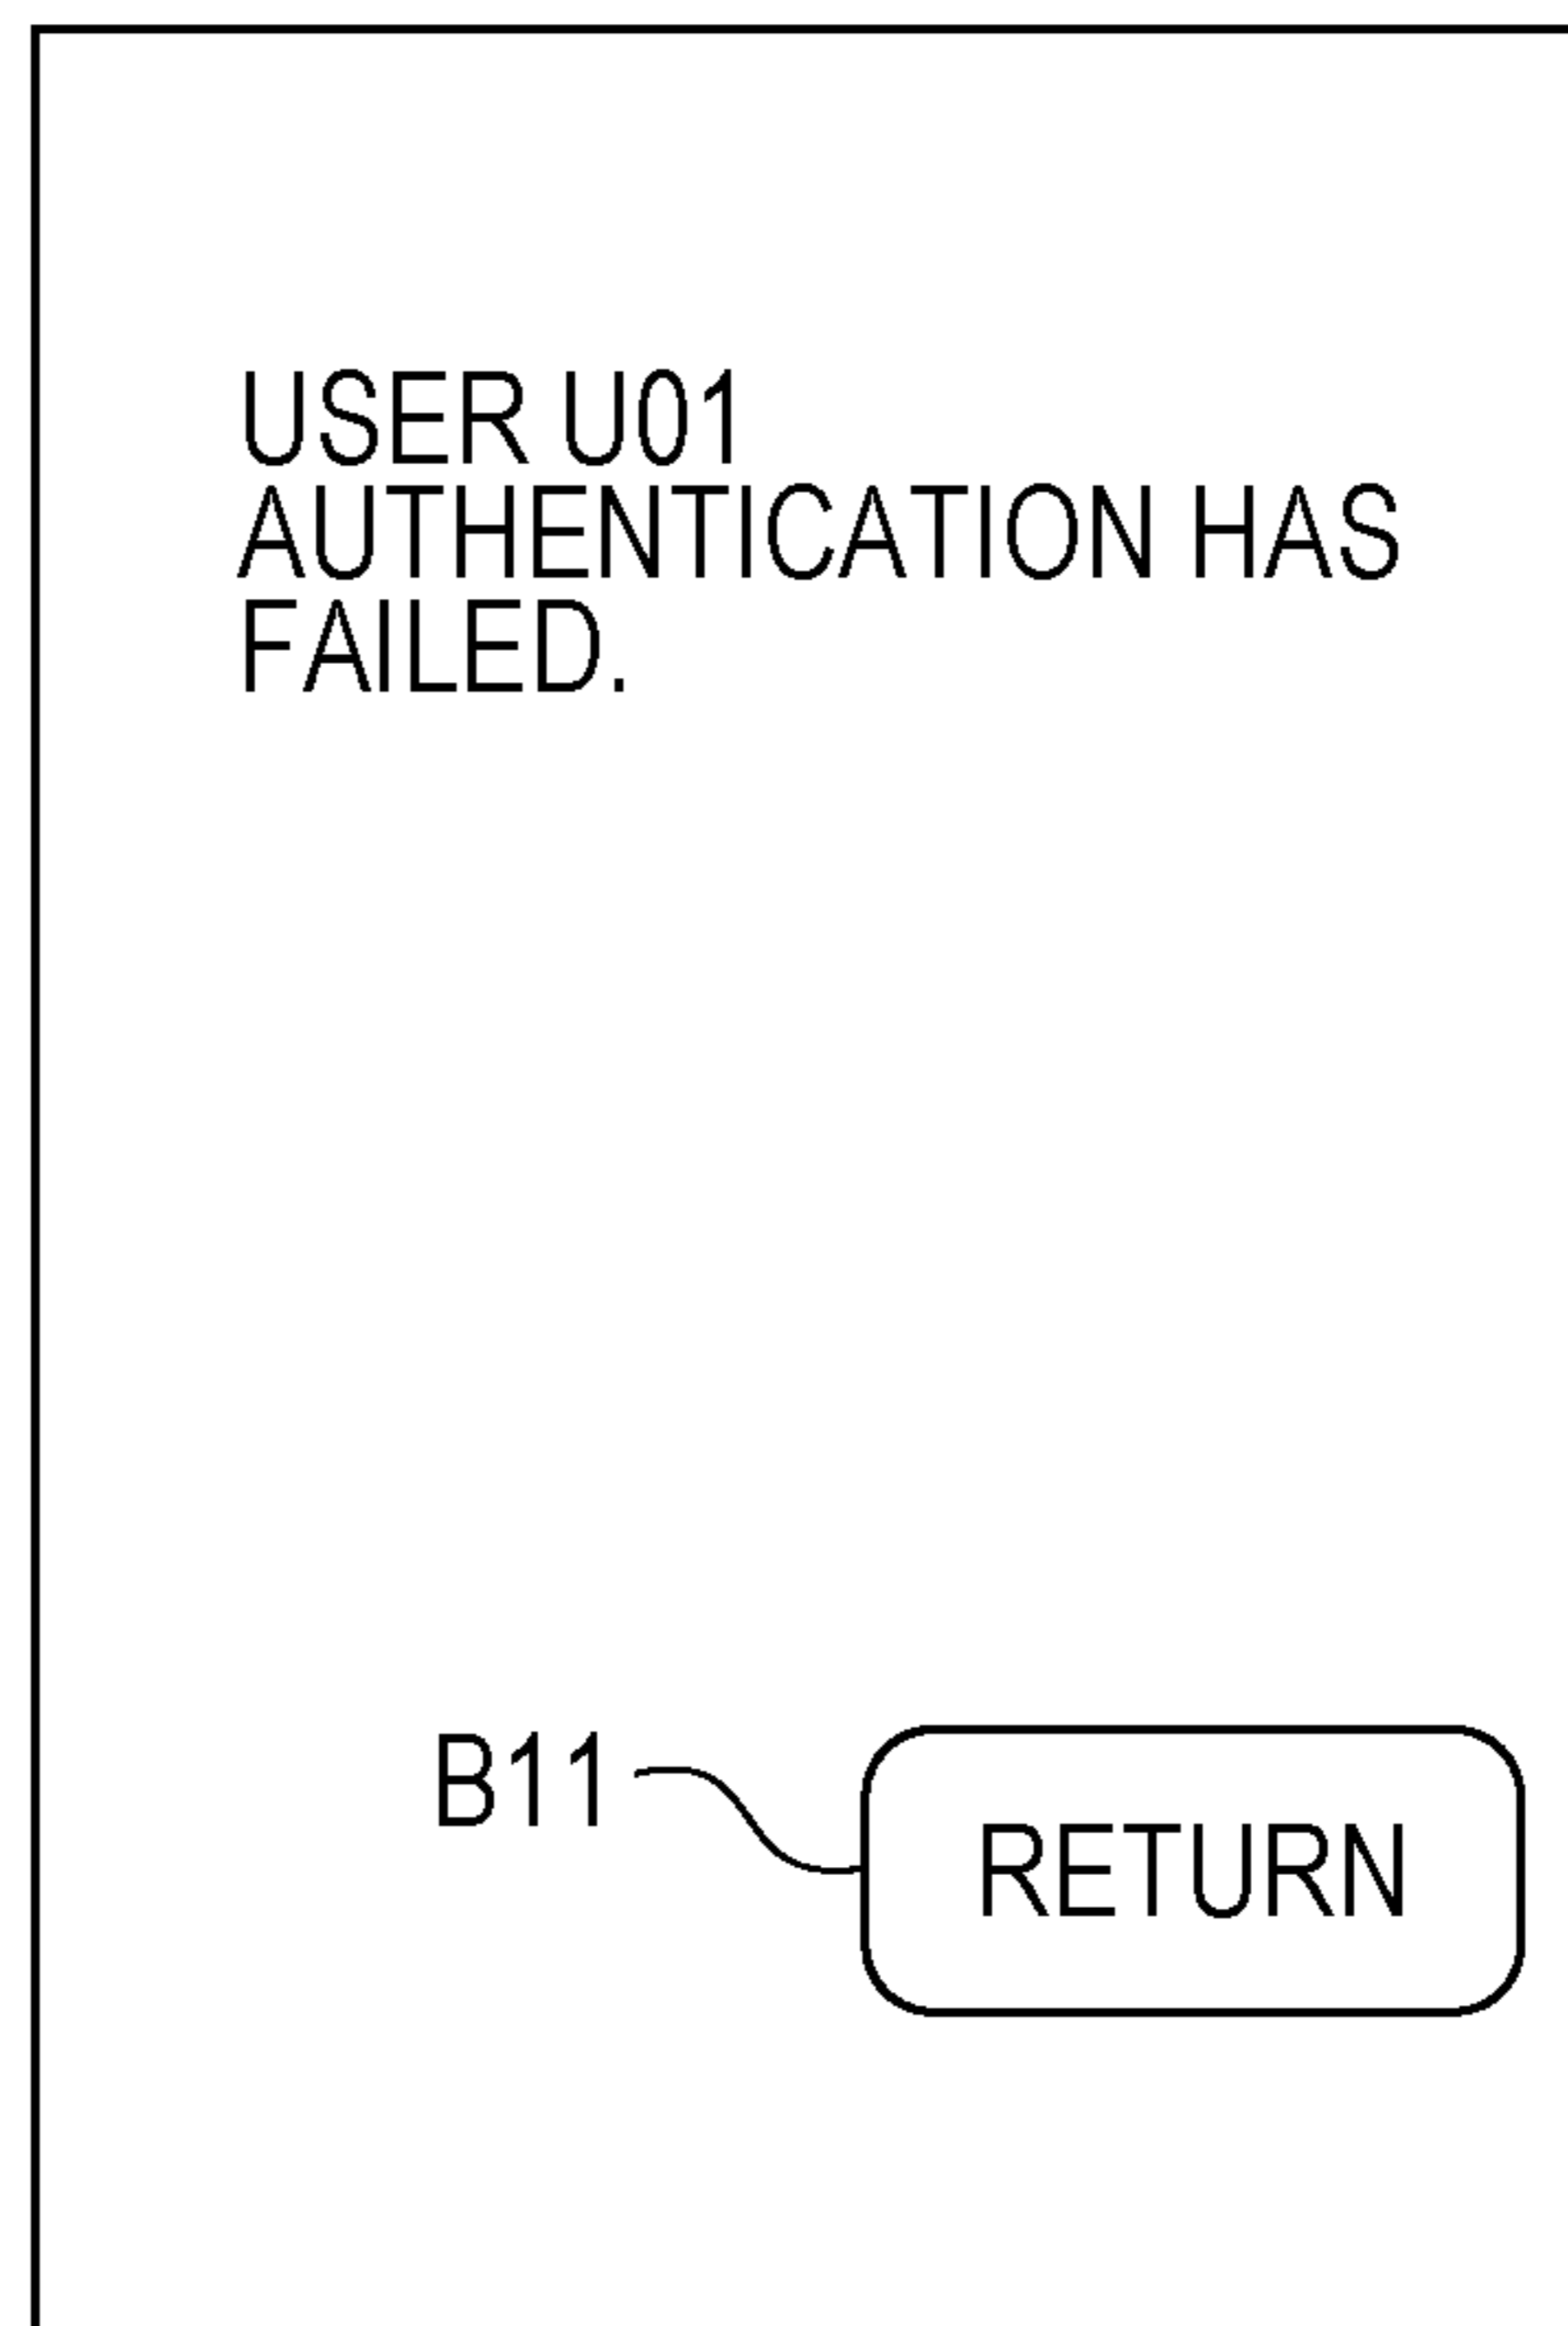 USER U01
AUTHENTICATION HAS
FAILED.
B11
RETURN